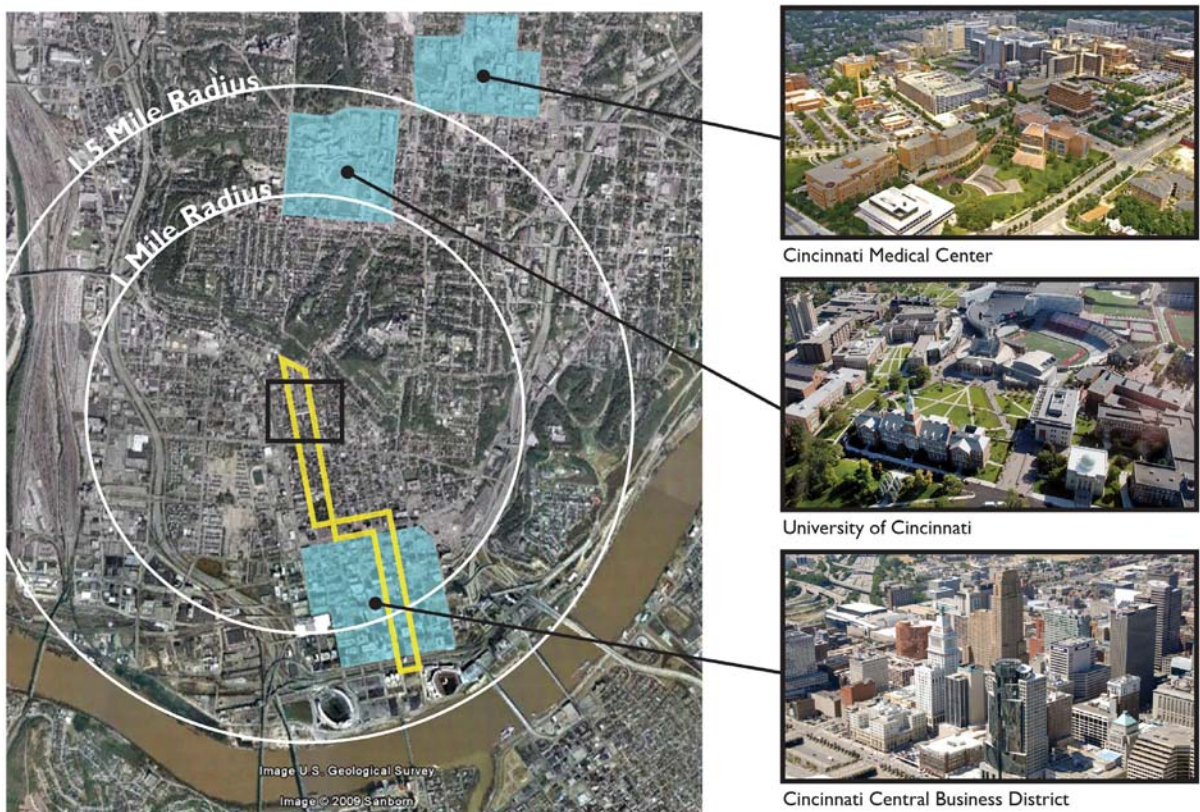 1.5 Mile Radius
1 Mile Radius
Image U.S. Geological Survey
Image © 2009 Sanborn
Cincinnati Medical Center
University of Cincinnati
Cincinnati Central Business District